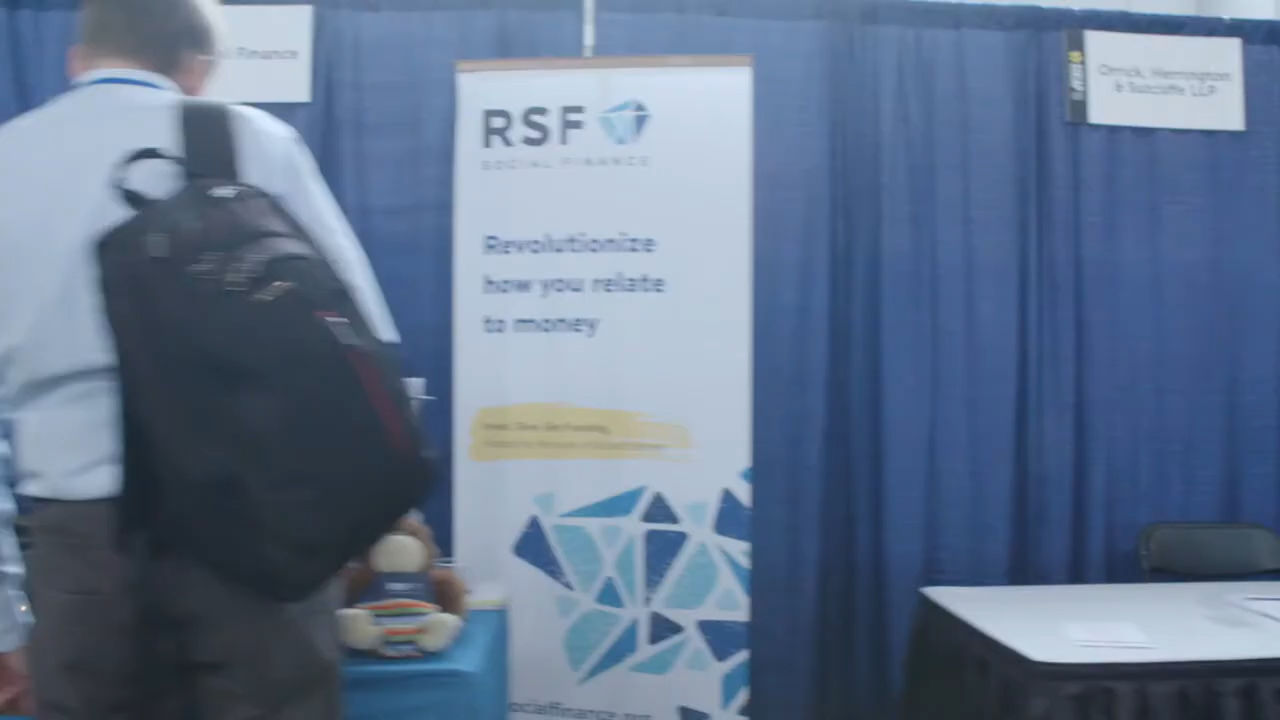 Finance
RSF
SOCIAL FINANCE
Revolutionize
how you relate
to money
Orrick, Herrington
& Sutcliffe LLP